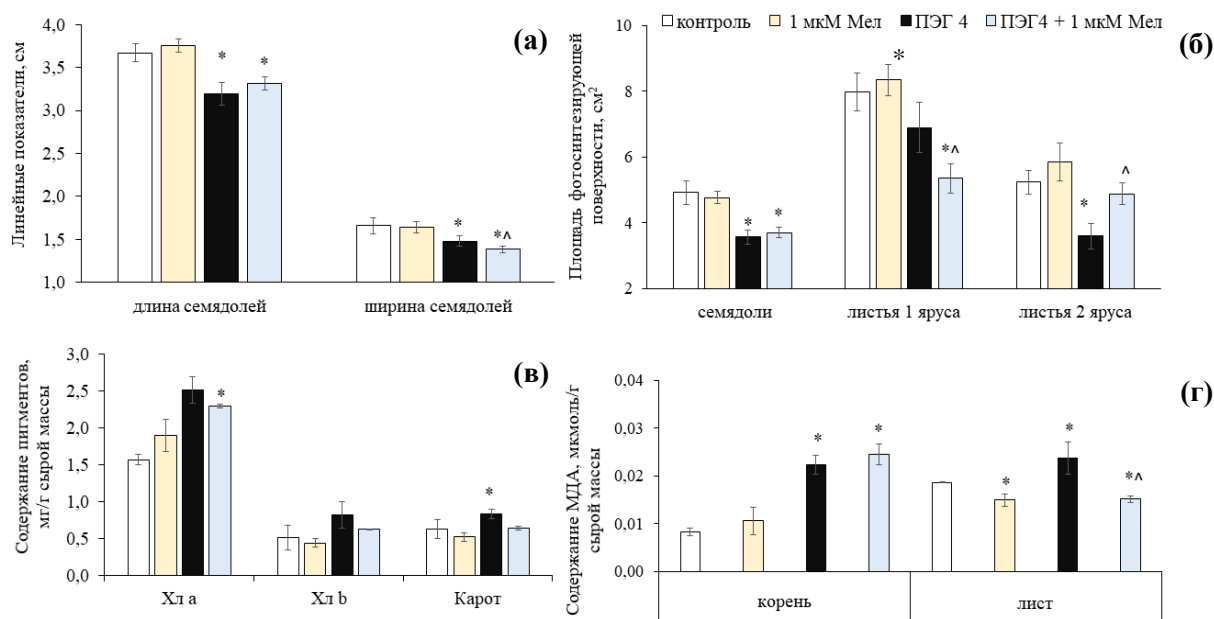 (а)
Линейные показатели, см
4,0
3,5
3,0
2,5
2,0
1,5
1,0
* *
* *^
длина семядолей ширина семядолей
контроль 1 мкМ Мел ПЭГ 4 ПЭГ4 + 1 мкМ Мел
(б)
Площадь фотосинтезирующей
поверхности, см²
10
8
6
4
2
* *
* *^
* ^
семядоли листья 1 яруса листья 2 яруса
(в)
Содержание пигментов,
мг/г сырой массы
3,0
2,5
2,0
1,5
1,0
0,5
0,0
*
*
Хл a Хл b Карот
(г)
Содержание МДА, мкмоль/г
сырой массы
0,04
0,03
0,02
0,01
0,00
* *
* * *^
корень лист